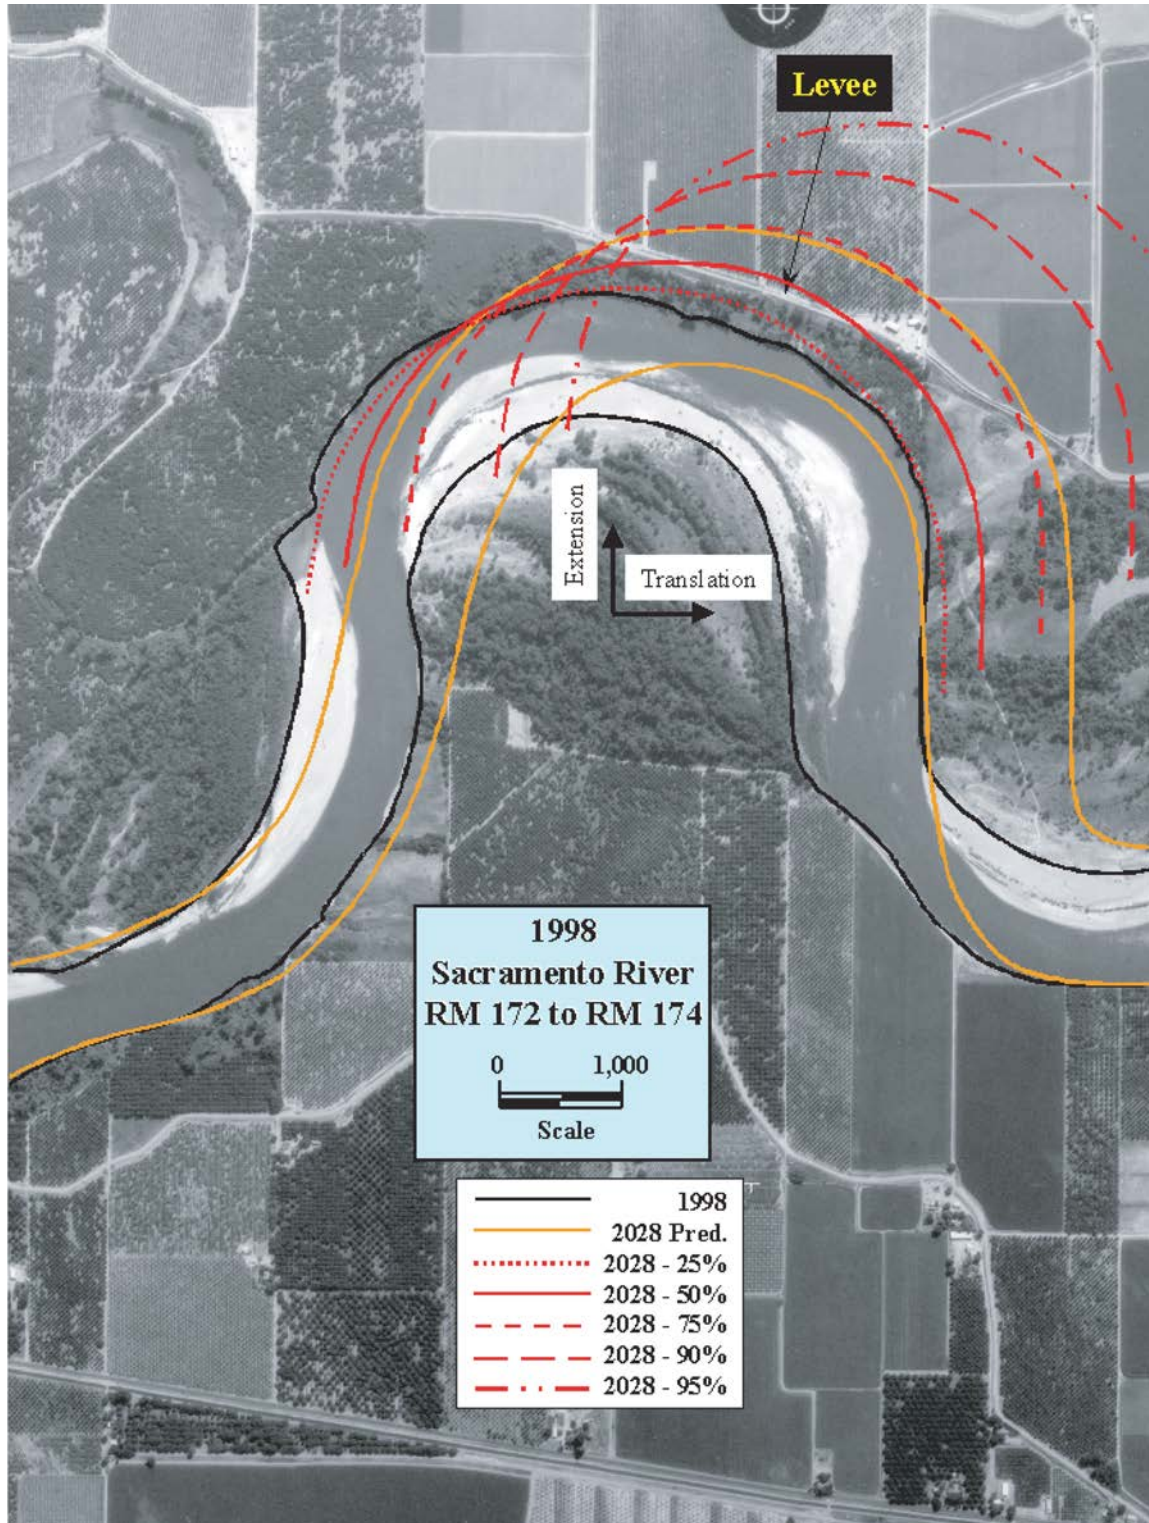 Levee
Extension
Translation
1998
Sacramento River
RM 172 to RM 174
0 1,000
Scale
1998
2028 Pred.
2028 - 25%
2028 - 50%
2028 - 75%
2028 - 90%
2028 - 95%